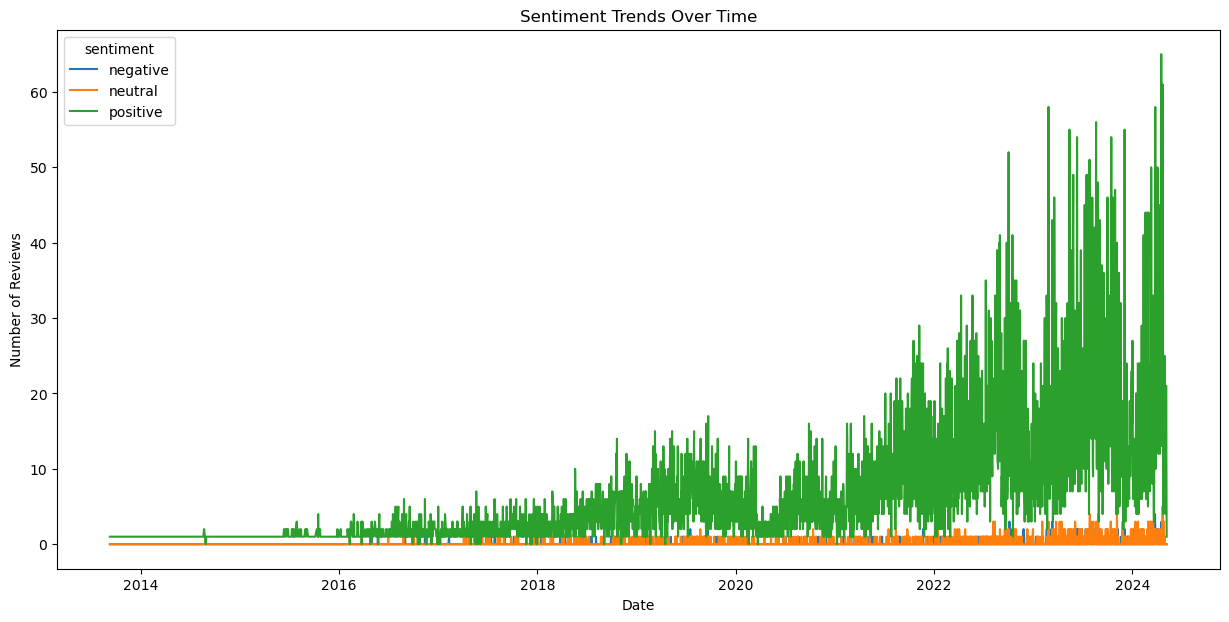 Sentiment Trends Over Time
sentiment
negative
neutral
positive
Number of Reviews
60
50
40
30
20
10
0
2014 2016 2018 2020 2022 2024
Date